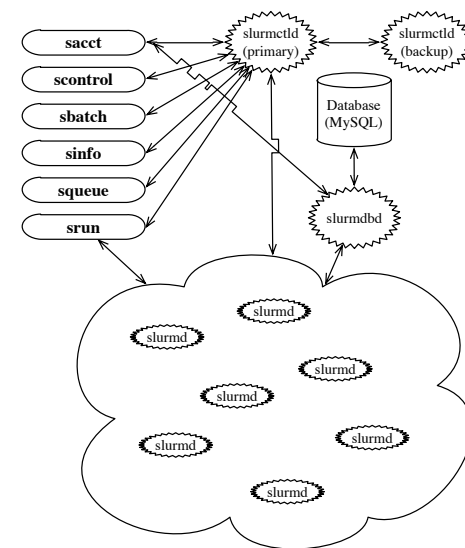 sacct
slurmctld
(primary)
slurmctld
(backup)
scontrol
sbatch
Database
(MySQL)
sinfo
squeue
slurmdbd
srun
slurmd
slurmd
slurmd
slurmd
slurmd
slurmd
slurmd